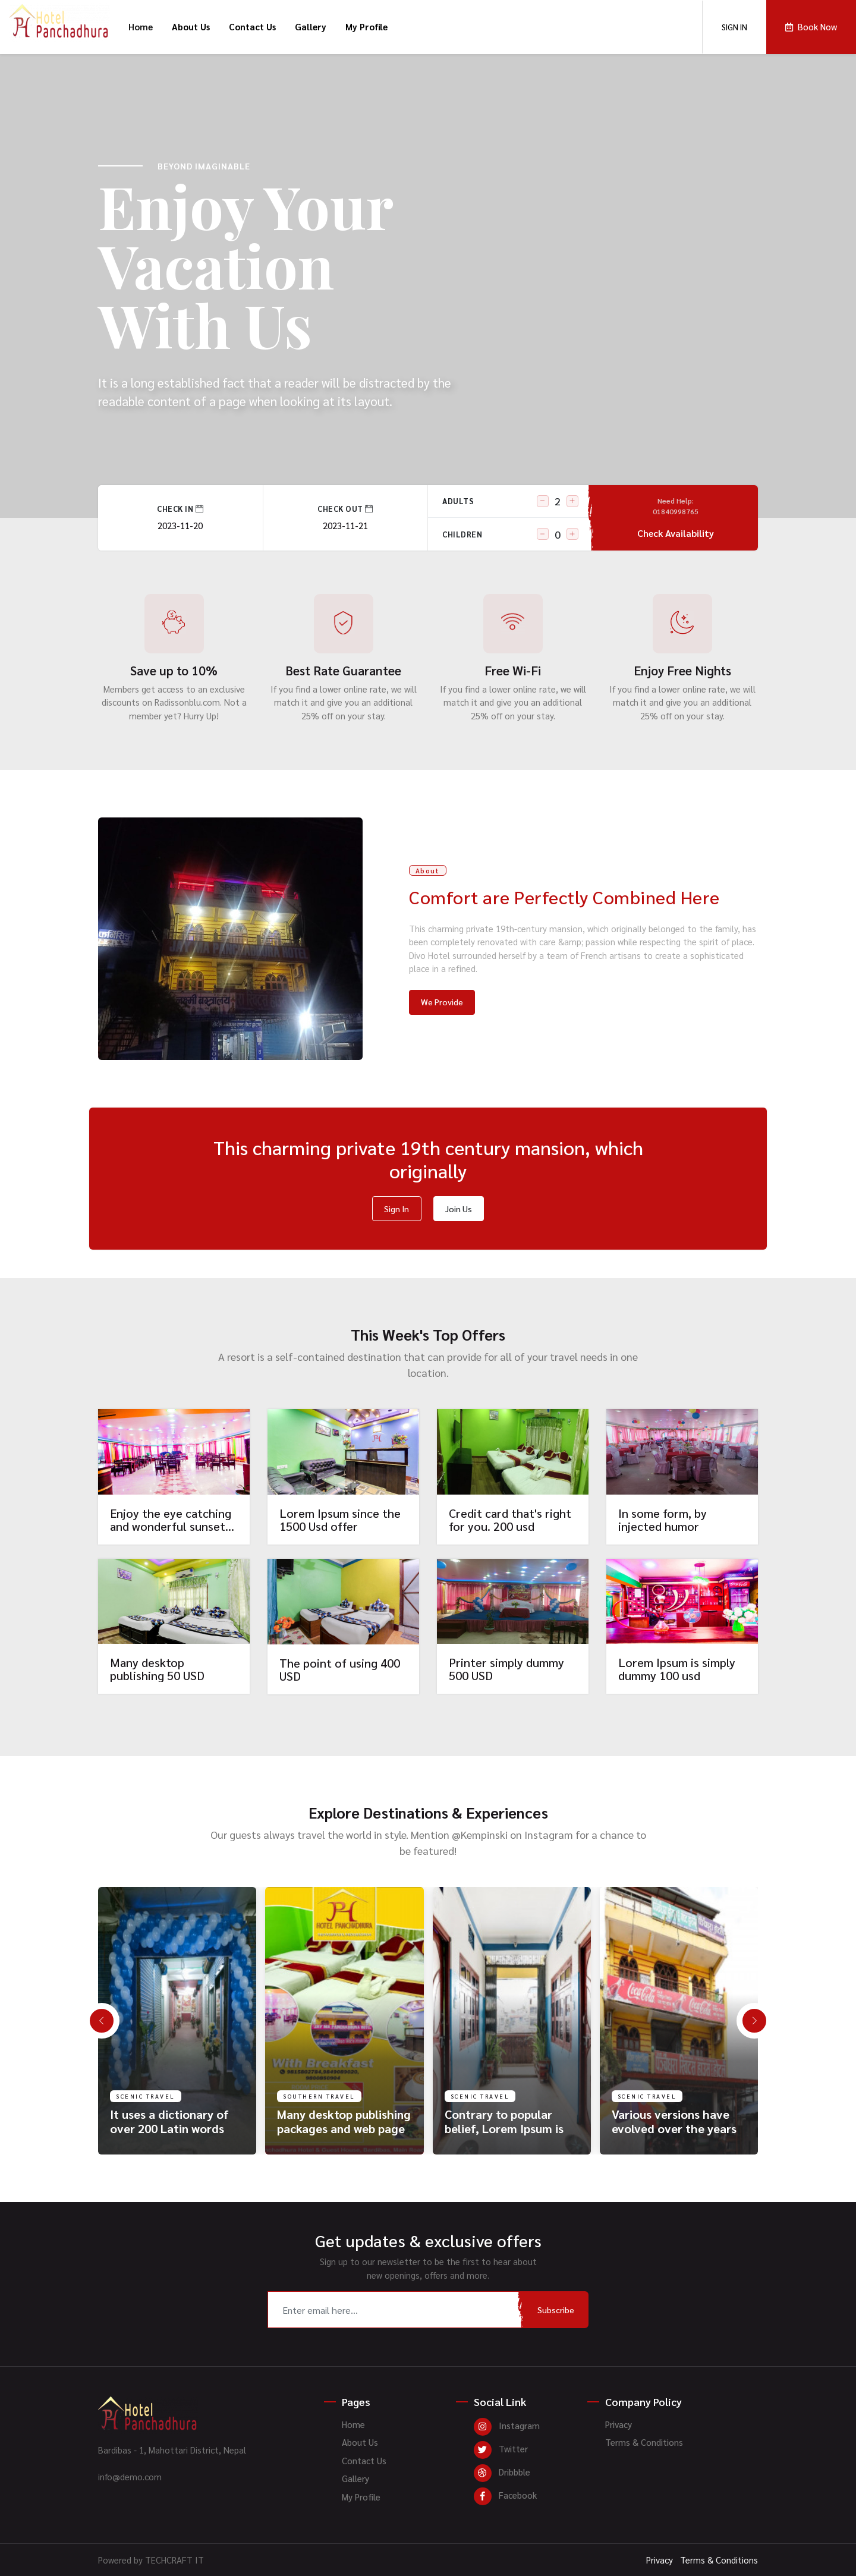 Hotel
Panchadhura
Home
About Us
Contact Us
Gallery
My Profile
SIGN IN
Book Now
BEYOND IMAGINABLE
Enjoy Your
Vacation
With Us
It is a long established fact that a reader will be distracted by the
readable content of a page when looking at its layout.
CHECK IN
2023-11-20
CHECK OUT
2023-11-21
ADULTS
2
CHILDREN
0
Need Help:
01840998765
Check Availability
Save up to 10%
Members get access to an exclusive
discounts on Radissonblu.com. Not a
member yet? Hurry Up!
Best Rate Guarantee
If you find a lower online rate, we will
match it and give you an additional
25% off on your stay.
Free Wi-Fi
If you find a lower online rate, we will
match it and give you an additional
25% off on your stay.
Enjoy Free Nights
If you find a lower online rate, we will
match it and give you an additional
25% off on your stay.
About
Comfort are Perfectly Combined Here
This charming private 19th-century mansion, which originally belonged to the family, has
been completely renovated with care &amp; passion while respecting the spirit of place.
Divo Hotel surrounded herself by a team of French artisans to create a sophisticated
place in a refined.
We Provide
This charming private 19th century mansion, which
originally
Sign In
Join Us
This Week's Top Offers
A resort is a self-contained destination that can provide for all of your travel needs in one
location.
Enjoy the eye catching
and wonderful sunset...
Lorem Ipsum since the
1500 Usd offer
Credit card that's right
for you. 200 usd
In some form, by
injected humor
Many desktop
publishing 50 USD
The point of using 400
USD
Printer simply dummy
500 USD
Lorem Ipsum is simply
dummy 100 usd
Explore Destinations & Experiences
Our guests always travel the world in style. Mention @Kempinski on Instagram for a chance to
be featured!
SCENIC TRAVEL
It uses a dictionary of
over 200 Latin words
HOTEL PANCHADHURA
With Breakfast
SOUTHERN TRAVEL
Many desktop publishing
packages and web page
SCENIC TRAVEL
Contrary to popular
belief, Lorem Ipsum is
Coca-Cola
SCENIC TRAVEL
Various versions have
evolved over the years
Get updates & exclusive offers
Sign up to our newsletter to be the first to hear about
new openings, offers and more.
Enter email here...
Subscribe
Hotel
Panchadhura
Bardibas - 1, Mahottari District, Nepal
info@demo.com
Pages
Home
About Us
Contact Us
Gallery
My Profile
Social Link
Instagram
Twitter
Dribbble
Facebook
Company Policy
Privacy
Terms & Conditions
Powered by TECHCRAFT IT
Privacy
Terms & Conditions